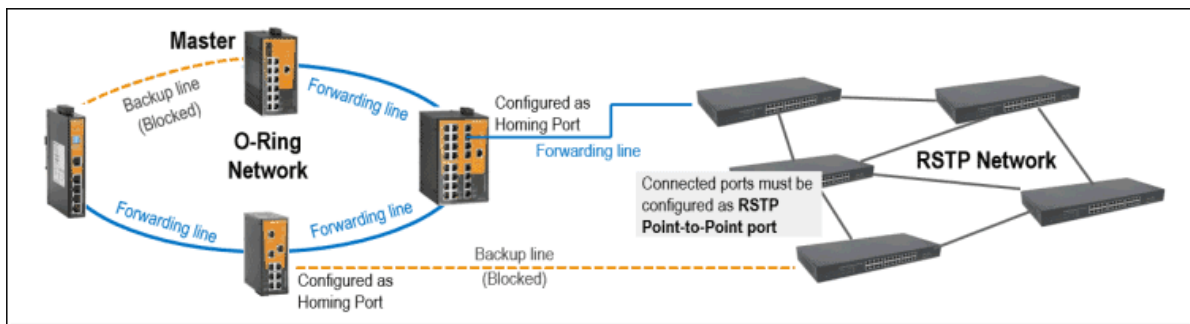 Master
Backup line
(Blocked)
Forwarding line
O-Ring
Network
Forwarding line
Forwarding line
Configured as
Homing Port
Forwarding line
RSTP Network
Connected ports must be
configured as RSTP
Point-to-Point port
Backup line
(Blocked)
Configured as
Homing Port